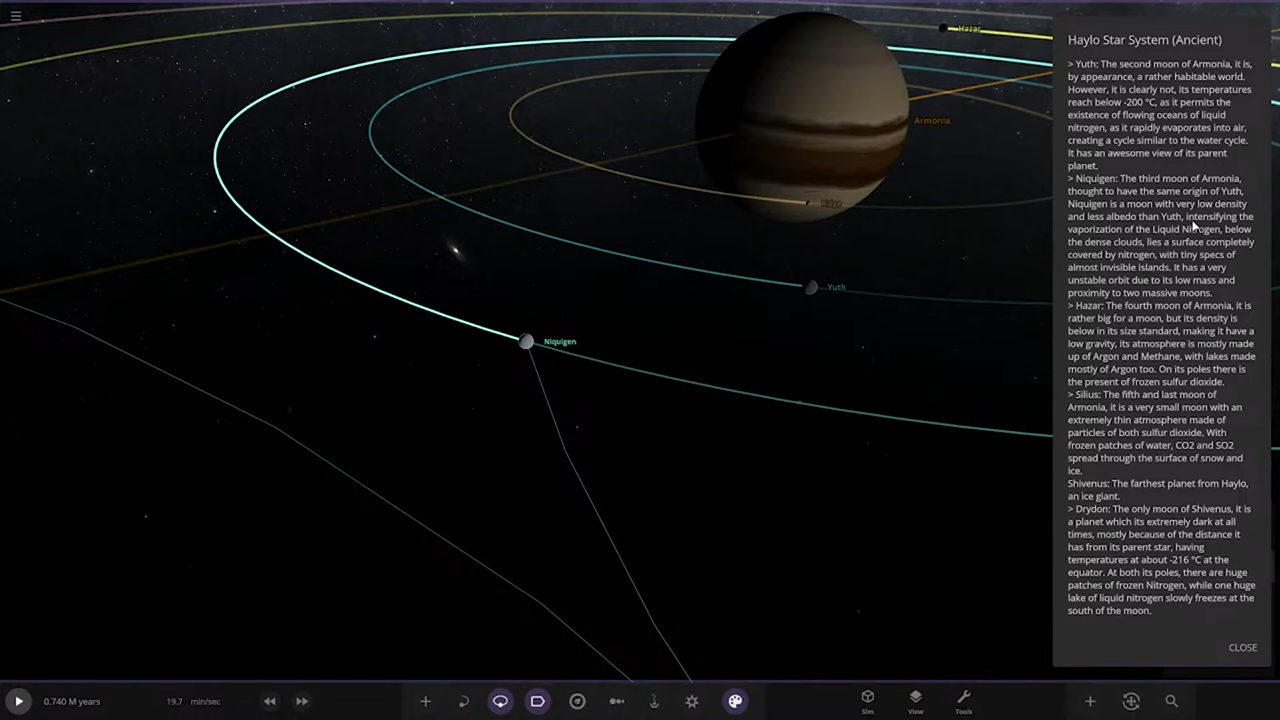 Hazar
Armonia
Yuth
Niquigen
Haylo Star System (Ancient)
> Yuth: The second moon of Armonia, it is,
by appearance, a rather habitable world.
However, it is clearly not, its temperatures
reach below -200 °C, as it permits the
existence of flowing oceans of liquid
nitrogen, as it rapidly evaporates into air,
creating a cycle similar to the water cycle.
It has an awesome view of its parent
planet.
> Niquigen: The third moon of Armonia,
thought to have the same origin of Yuth,
Niquigen is a moon with very low density
and less albedo than Yuth, intensifying the
vaporization of the Liquid Nitrogen, below
the dense clouds, lies a surface completely
covered by nitrogen, with tiny specs of
almost invisible islands. It has a very
unstable orbit due to its low mass and
proximity to two massive moons.
> Hazar: The fourth moon of Armonia, it is
rather big for a moon, but its density is
below in its size standard, making it have a
low gravity, its atmosphere is mostly made
up of Argon and Methane, with lakes made
mostly of Argon too. On its poles there is
the present of frozen sulfur dioxide.
> Silius: The fifth and last moon of
Armonia, it is a very small moon with an
extremely thin atmosphere made of
particles of both sulfur dioxide. With
frozen patches of water, CO2 and SO2
spread through the surface of snow and
ice.
Shivenus: The farthest planet from Haylo,
an ice giant.
> Drydon: The only moon of Shivenus, it is
a planet which its extremely dark at all
times, mostly because of the distance it
has from its parent star, having
temperatures at about -216 °C at the
equator. At both its poles, there are huge
patches of frozen Nitrogen, while one huge
lake of liquid nitrogen slowly freezes at the
south of the moon.
CLOSE
0.740 M years
19.7 min/sec
Sim
View
Tools